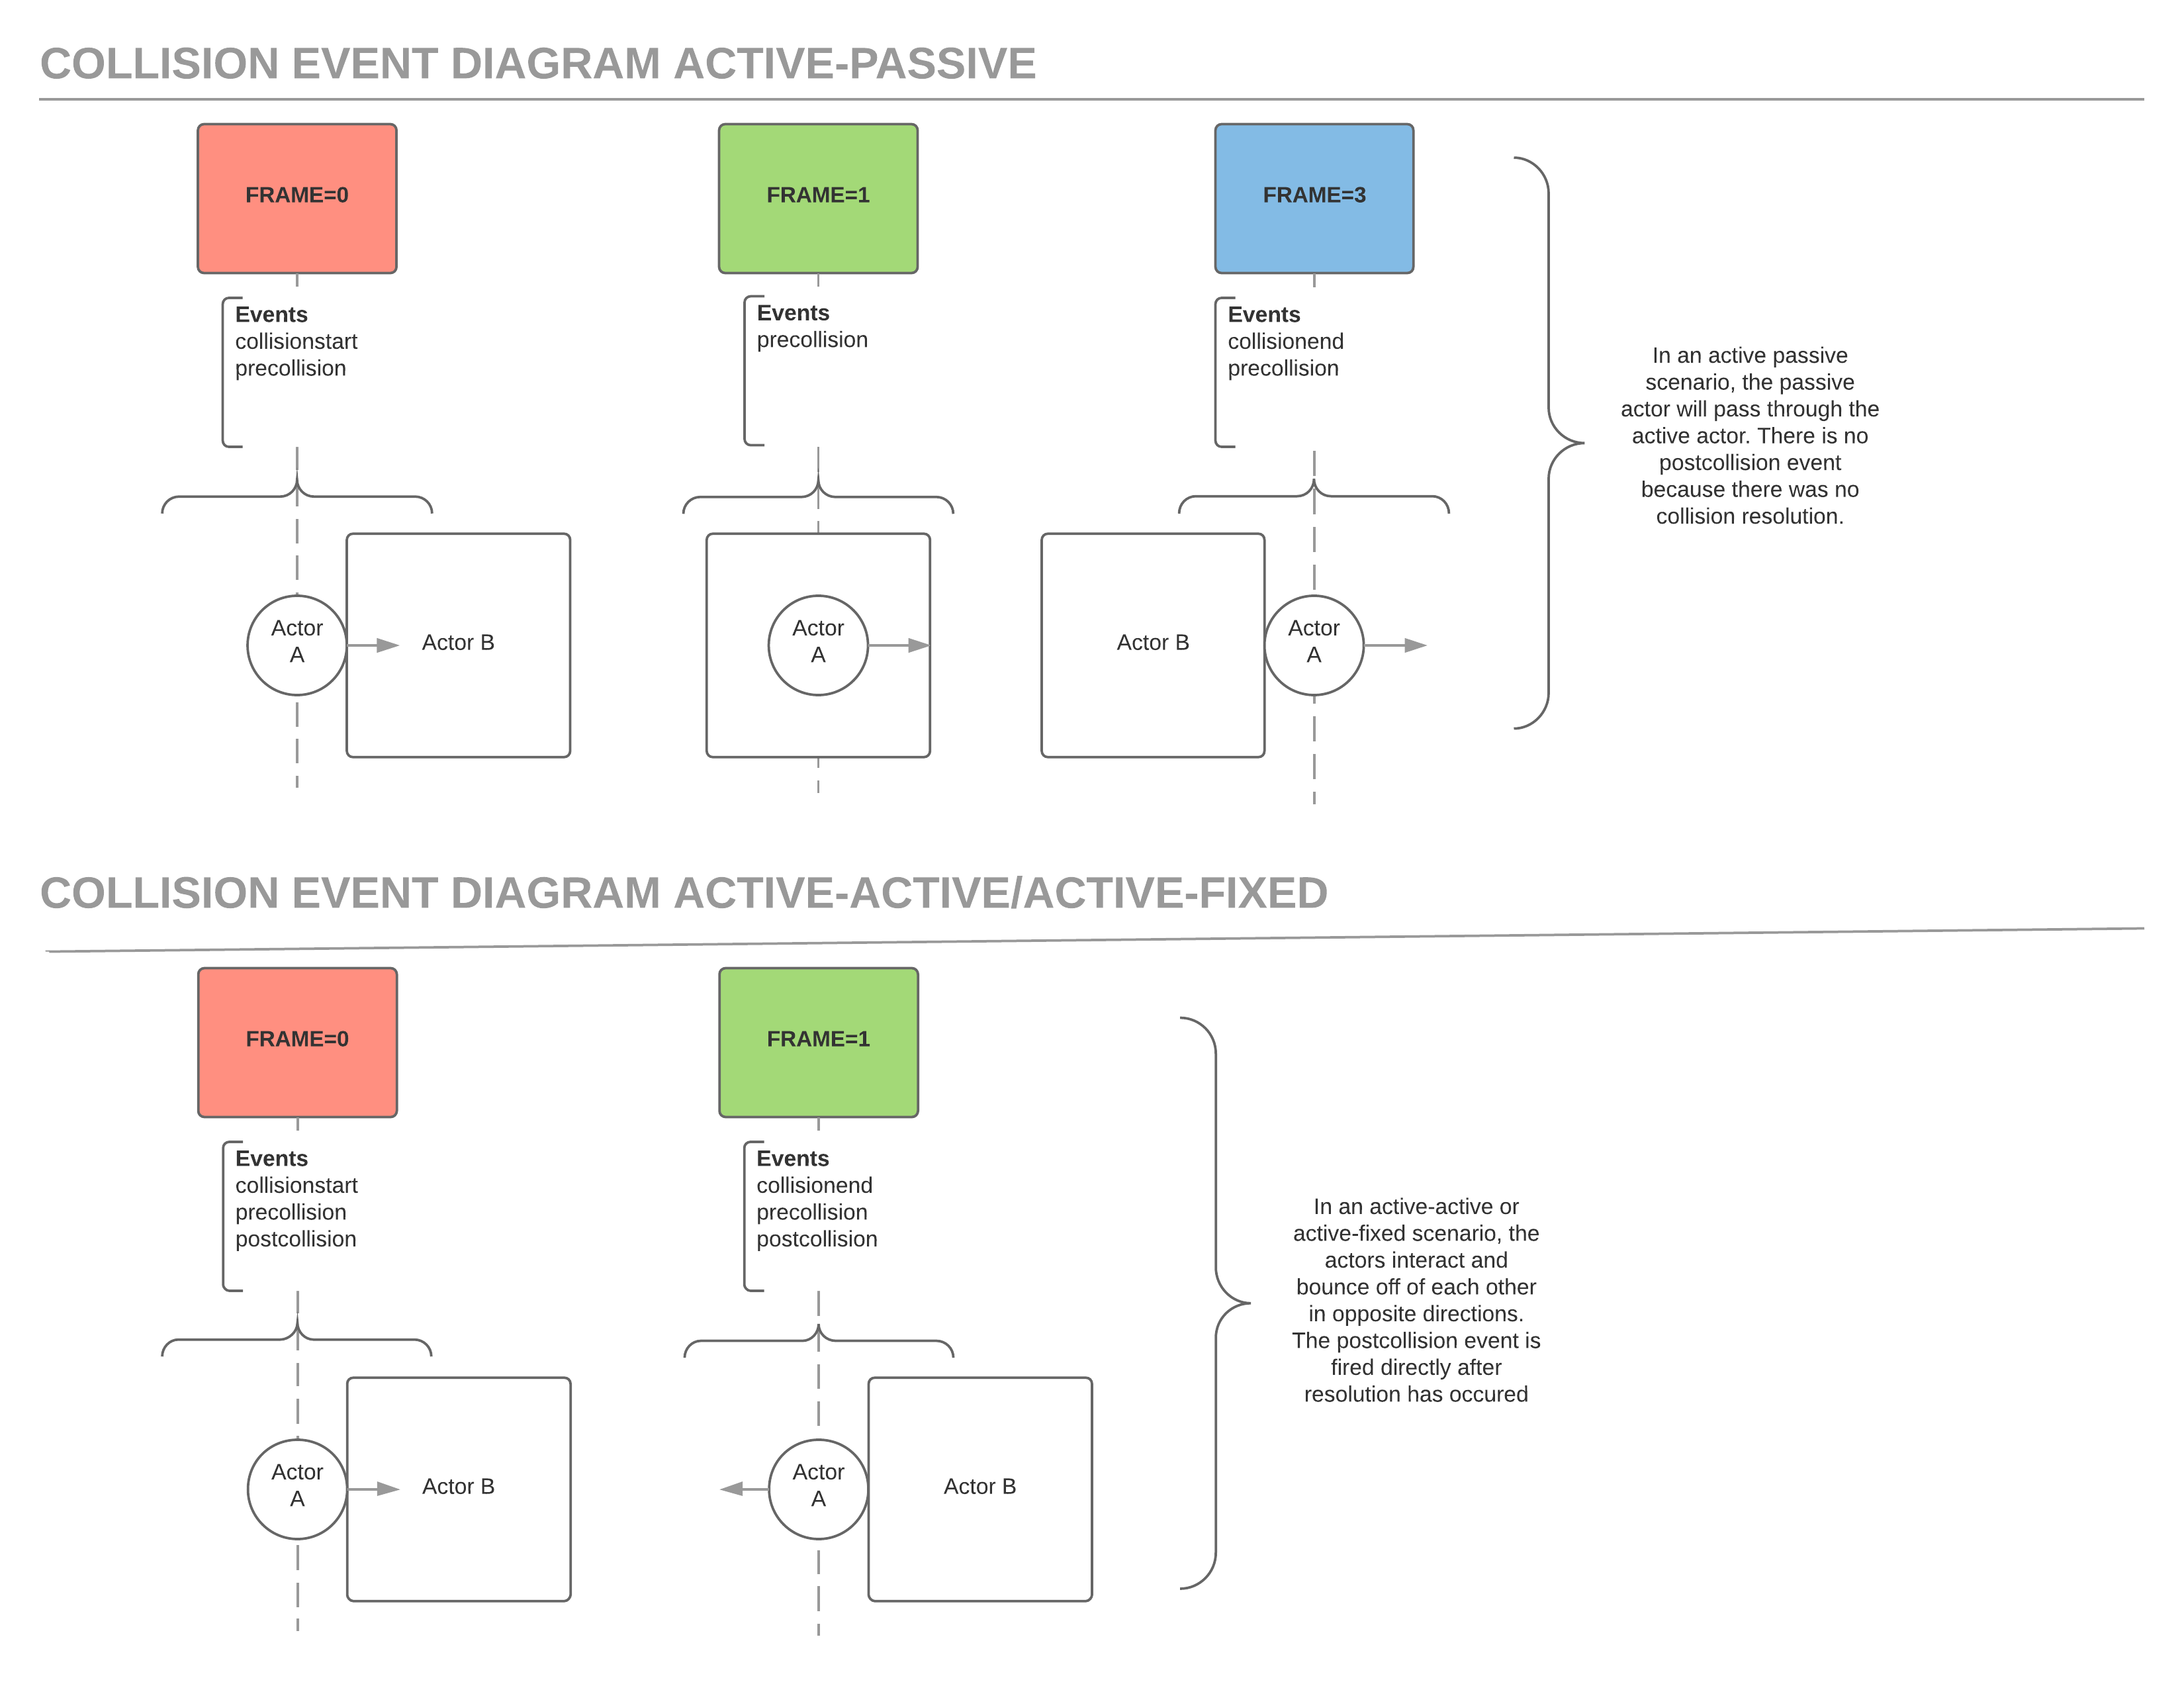 COLLISION EVENT DIAGRAM ACTIVE-PASSIVE
FRAME=0
FRAME=1
FRAME=3
Events
collisionstart
precollision
Events
precollision
Events
collisionend
precollision
In an active passive
scenario, the passive
actor will pass through the
active actor. There is no
postcollision event
because there was no
collision resolution.
Actor
A
Actor B
Actor
A
Actor B
Actor
A
COLLISION EVENT DIAGRAM ACTIVE-ACTIVE/ACTIVE-FIXED
FRAME=0
FRAME=1
Events
collisionstart
precollision
postcollision
Events
collisionend
precollision
postcollision
In an active-active or
active-fixed scenario, the
actors interact and
bounce off of each other
in opposite directions.
The postcollision event is
fired directly after
resolution has occured
Actor
A
Actor B
Actor
A
Actor B